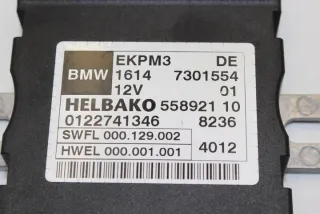 EKPM3 DE
BMW 1614 7301554
12V 01
HELBAKO 558921 10
0122741346 8236
SWFL 000.129.002
HWEL 000.001.001 4012